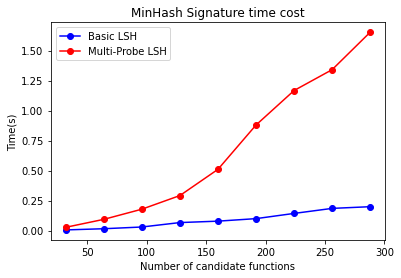 MinHash Signature time cost
Basic LSH
Multi-Probe LSH
Time(s)
1.50
1.25
1.00
0.75
0.50
0.25
0.00
50
100
150
200
250
300
Number of candidate functions